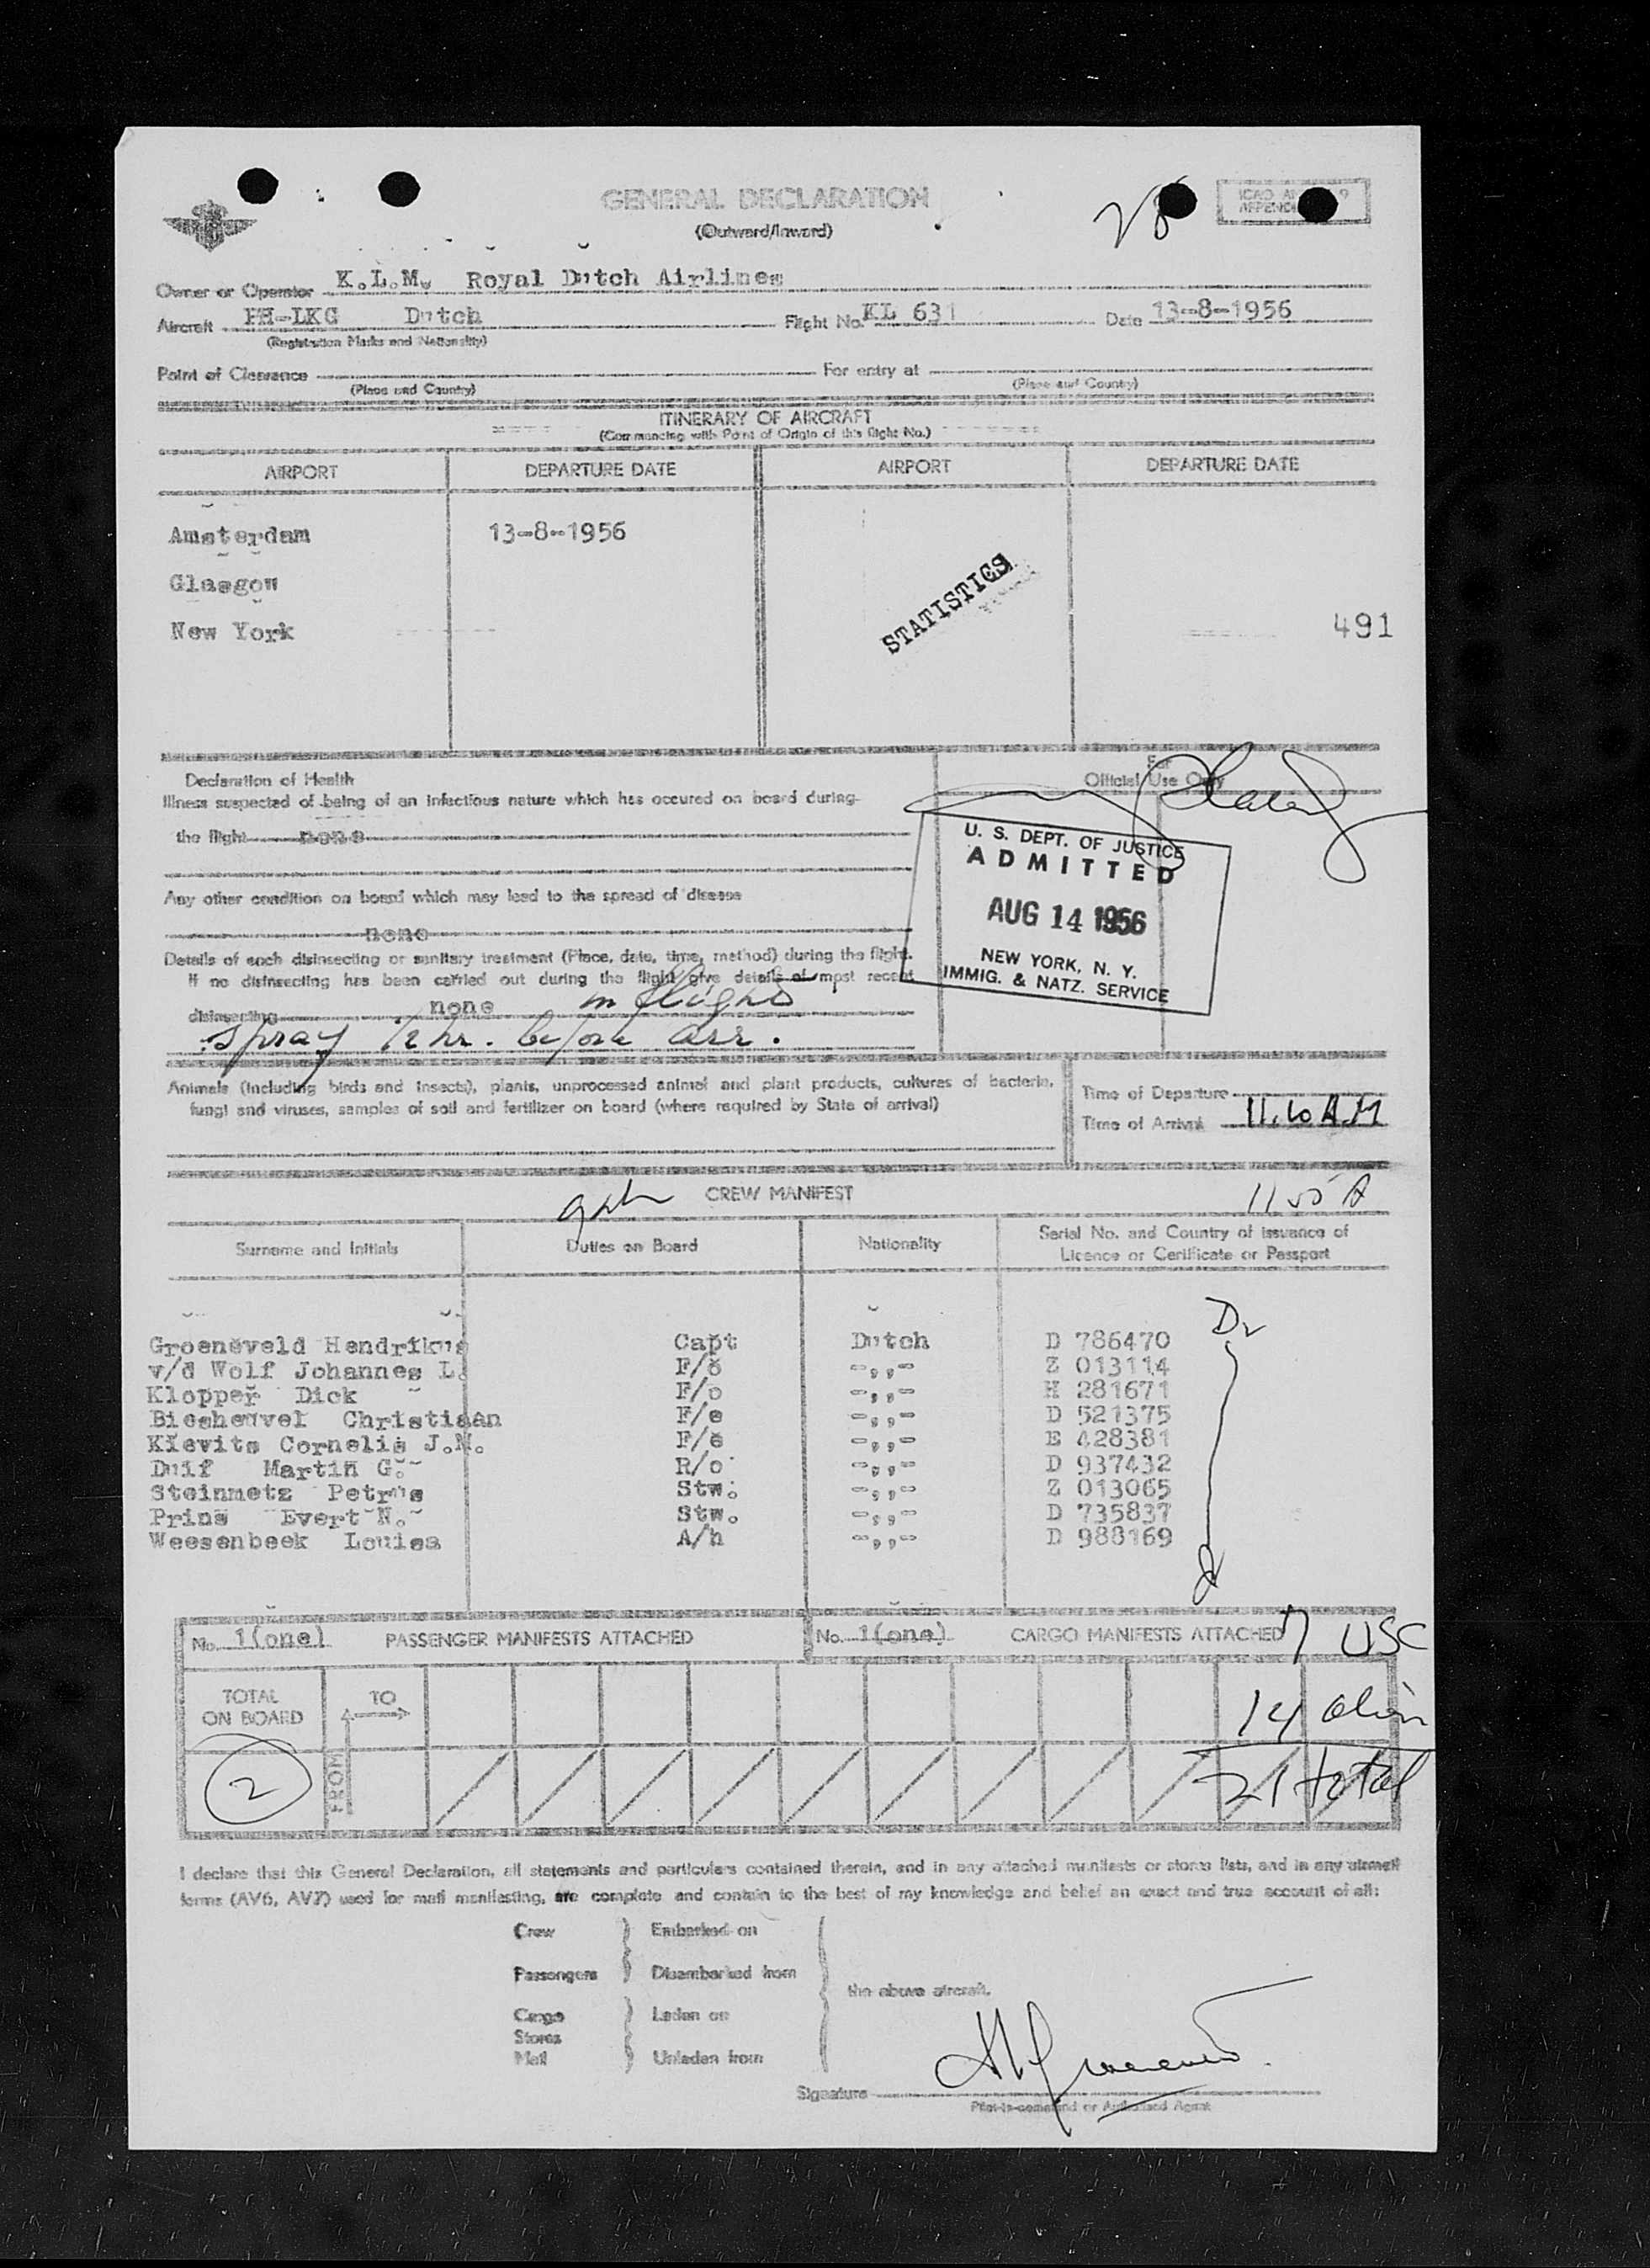 GENERAL DECLARATION
(Outward/Inward)
28
ICAO
Owner or Operator K.L.M. Royal Dutch Airlines
Aircraft PH-LKG Dutch Flight No. KL 631 Date 13-8-1956
(Registration Marks and Nationality)
Point of Clearance For entry at
(Place and Country) (Place and Country)
ITINERARY OF AIRCRAFT
(Commencing with Point of Origin of this flight No.)
AIRPORT DEPARTURE DATE AIRPORT DEPARTURE DATE
Amsterdam 13-8-1956
Glasgow
New York
STATISTICS
491
Declaration of Health
Illness suspected of being of an infectious nature which has occured on board during
the flight none
Any other condition on board which may lead to the spread of disease
none
Details of each disinsecting or sanitary treatment (Place, date, time, method) during the flight.
If no disinsecting has been carried out during the flight give details of most recent
disinsecting none in flight
spray 1/2 hr. before arr.
For
Official Use Only
U. S. DEPT. OF JUSTICE
ADMITTED
AUG 14 1956
NEW YORK, N. Y.
IMMIG. & NATZ. SERVICE
Animals (including birds and insects), plants, unprocessed animal and plant products, cultures of bacteria,
fungi and viruses, samples of soil and fertilizer on board (where required by State of arrival)
Time of Departure
Time of Arrival 11.10 A.M
CREW MANIFEST
Surname and Initials Duties on Board Nationality Serial No. and Country of issuance of
Licence or Certificate or Passport
Groeneveld Hendrikus Capt Dutch D 786470
v/d Wolf Johannes L. F/o -,,- Z 013114
Klopper Dick F/o -,,- H 281671
Biesheuvel Christiaan F/e -,,- D 521375
Kievits Cornelis J.M. F/e -,,- E 428381
Duif Martin G. R/o -,,- D 937432
Steinmetz Petrus Stw. -,,- Z 013065
Prins Evert N. Stw. -,,- D 735837
Weesenbeek Louisa A/h -,,- D 988169
No. 1(one) PASSENGER MANIFESTS ATTACHED No. 1(one) CARGO MANIFESTS ATTACHED
7 USC
TOTAL
ON BOARD
TO
FROM
14 alien
2
21 total
I declare that this General Declaration, all statements and particulars contained therein, and in any attached manifests or stores lists, and in any aircraft
forms (AV6, AV7) used for mail manifesting, are complete and contain to the best of my knowledge and belief an exact and true account of all:
Crew Embarked on
Passengers Disembarked from
the above aircraft.
Cargo Laden on
Stores
Mail Unladen from
Signature
Pilot-in-command or Authorised Agent